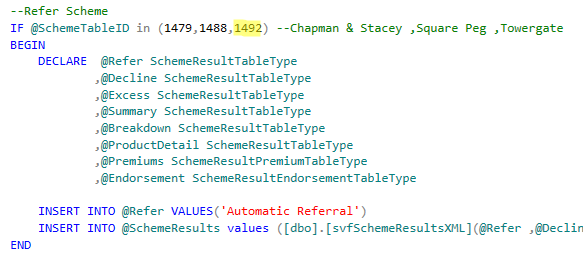 --Refer Scheme
IF @SchemeTableID in (1479,1488,1492) --Chapman & Stacey ,Square Peg ,Towergate
BEGIN
DECLARE @Refer SchemeResultTableType
,@Decline SchemeResultTableType
,@Excess SchemeResultTableType
,@Summary SchemeResultTableType
,@Breakdown SchemeResultTableType
,@ProductDetail SchemeResultTableType
,@Premiums SchemeResultPremiumTableType
,@Endorsement SchemeResultEndorsementTableType
INSERT INTO @Refer VALUES('Automatic Referral')
INSERT INTO @SchemeResults values ([dbo].[svfSchemeResultsXML](@Refer ,@Declin
END